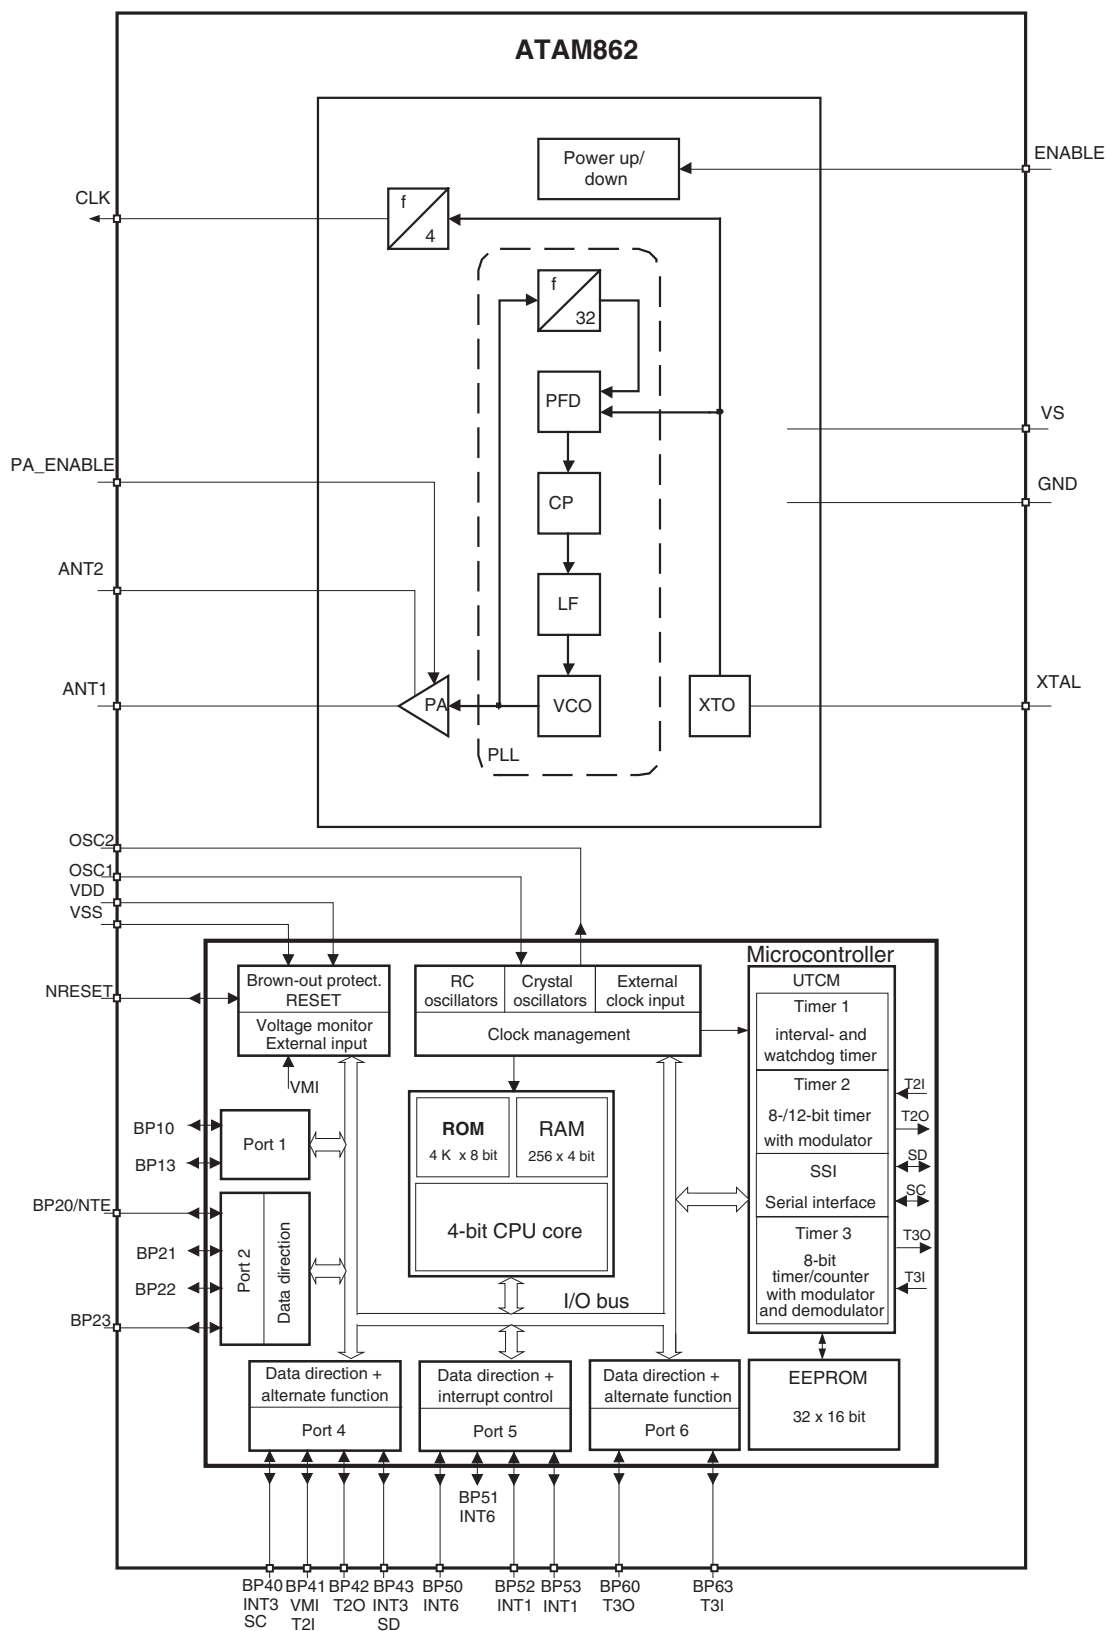 ATAM862
ENABLE
Power up/
down
CLK
f
4
f
32
PFD
VS
PA_ENABLE
GND
CP
ANT2
LF
ANT1
PA
VCO
XTO
XTAL
PLL
OSC2
OSC1
VDD
VSS
Microcontroller
NRESET
Brown-out protect.
RESET
Voltage monitor
External input
VMI
RC
oscillators
Crystal
oscillators
External
clock input
Clock management
UTCM
Timer 1
interval- and
watchdog timer
Timer 2
8-/12-bit timer
with modulator
SSI
Serial interface
Timer 3
8-bit
timer/counter
with modulator
and demodulator
T2I
T2O
SD
SC
T3O
T3I
ROM
4 K x 8 bit
RAM
256 x 4 bit
4-bit CPU core
I/O bus
BP10
BP13
Port 1
BP20/NTE
BP21
BP22
BP23
Port 2
Data direction
Data direction +
alternate function
Port 4
Data direction +
interrupt control
Port 5
Data direction +
alternate function
Port 6
EEPROM
32 x 16 bit
BP51
INT6
BP40
INT3
SC
BP41
VMI
T2I
BP42
T2O
BP43
INT3
SD
BP50
INT6
BP52
INT1
BP53
INT1
BP60
T3O
BP63
T3I